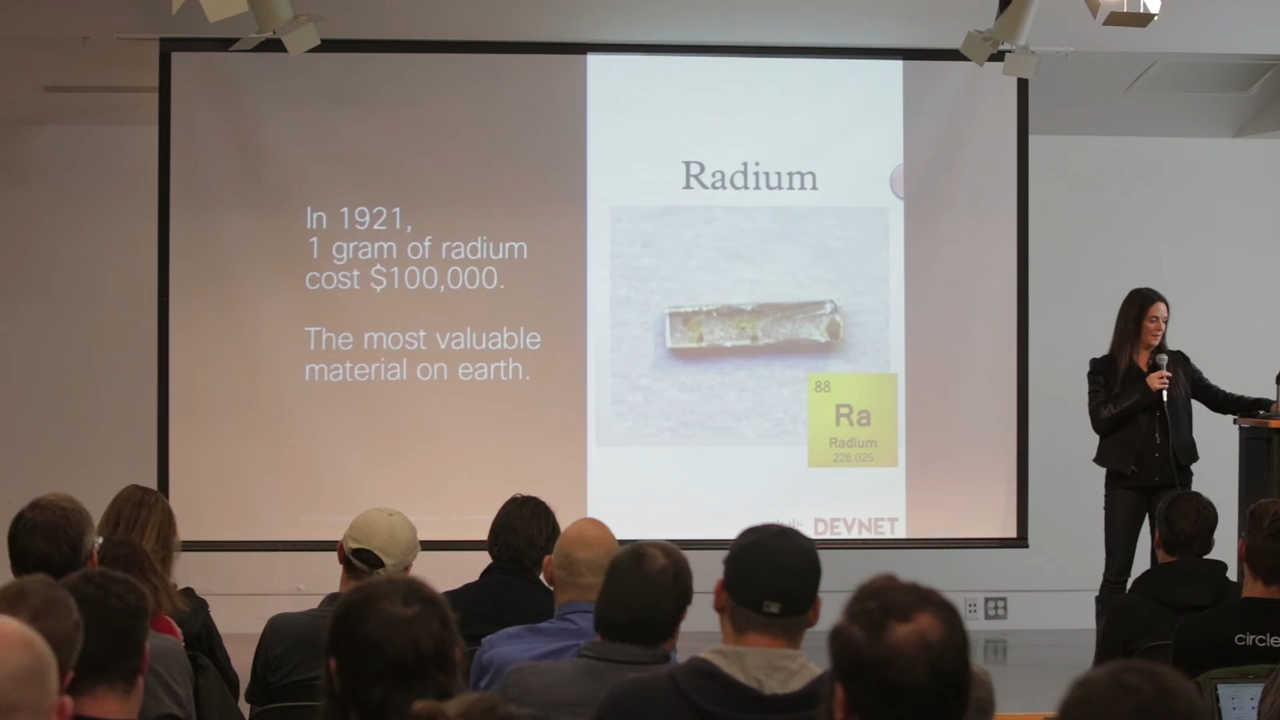 In 1921,
1 gram of radium
cost $100,000.
The most valuable
material on earth.
Radium
88
Ra
Radium
226.025
DEVNET
circle